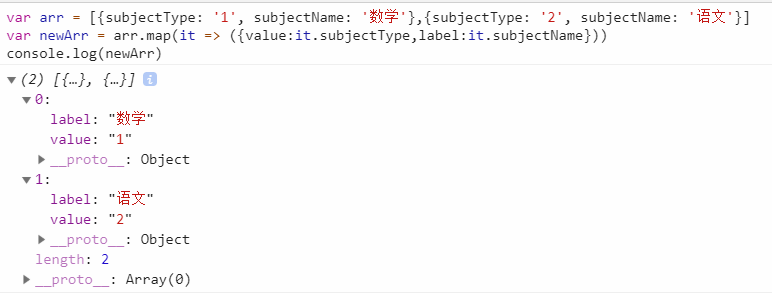 var arr = [{subjectType: '1', subjectName: '数学'},{subjectType: '2', subjectName: '语文'}]
var newArr = arr.map(it => ({value:it.subjectType,label:it.subjectName}))
console.log(newArr)
▼(2) [{…}, {…}] i
▼0:
label: "数学"
value: "1"
▶__proto__: Object
▼1:
label: "语文"
value: "2"
▶__proto__: Object
length: 2
▶__proto__: Array(0)